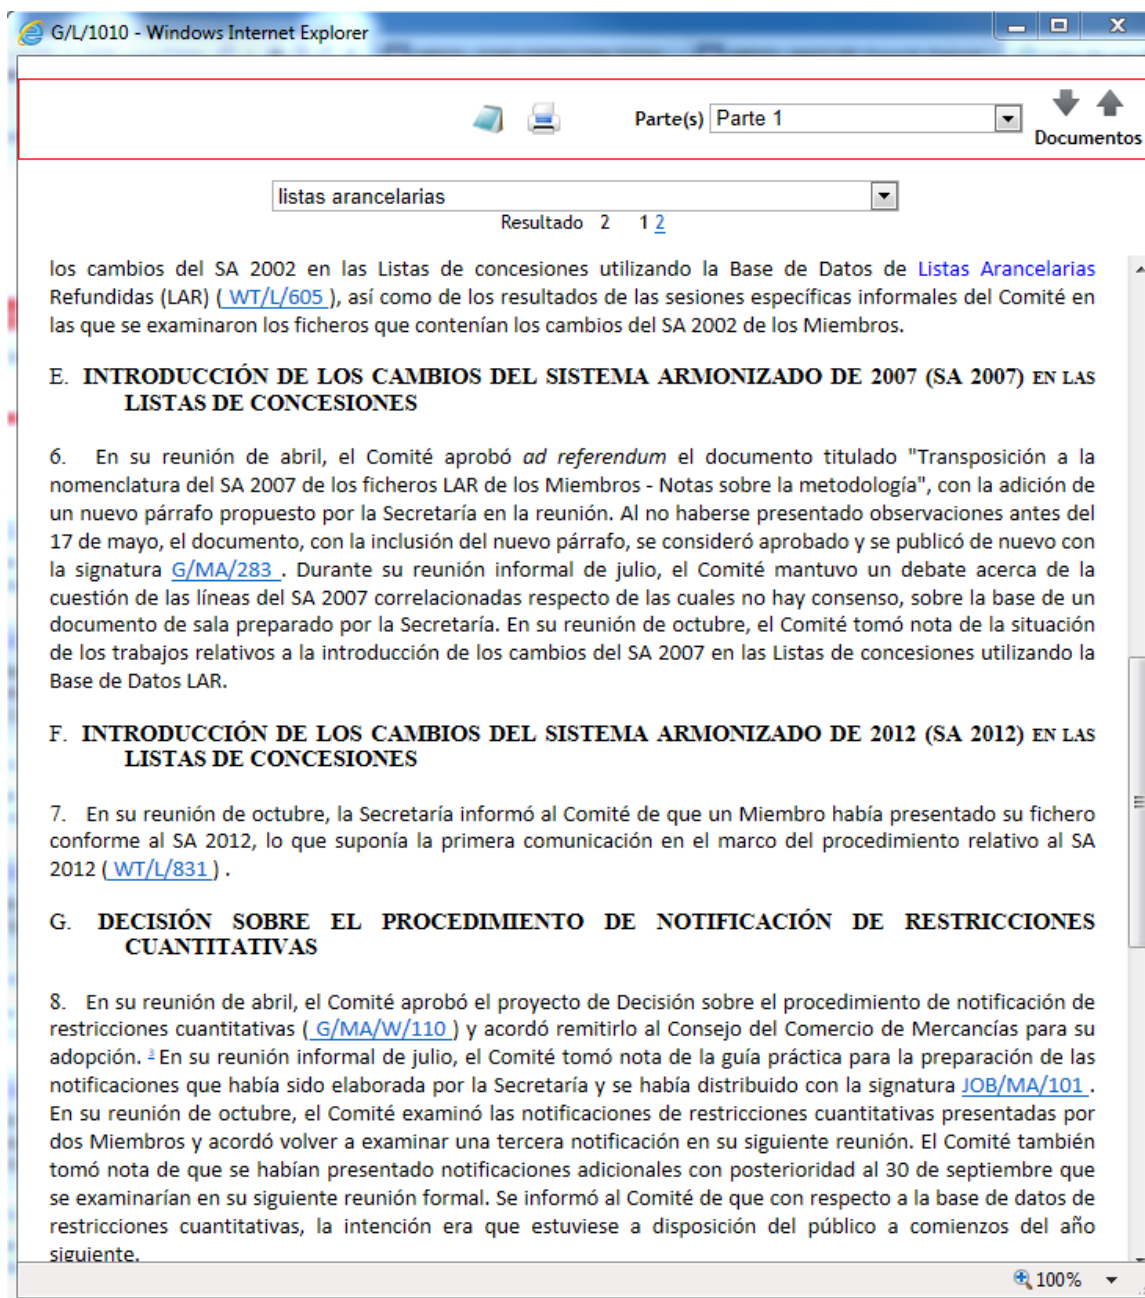 G/L/1010 - Windows Internet Explorer
Parte(s) Parte 1
Documentos
listas arancelarias
Resultado 2 1 2
los cambios del SA 2002 en las Listas de concesiones utilizando la Base de Datos de Listas Arancelarias
Refundidas (LAR) ( WT/L/605 ), así como de los resultados de las sesiones específicas informales del Comité en
las que se examinaron los ficheros que contenían los cambios del SA 2002 de los Miembros.
E. INTRODUCCIÓN DE LOS CAMBIOS DEL SISTEMA ARMONIZADO DE 2007 (SA 2007) EN LAS
LISTAS DE CONCESIONES
6. En su reunión de abril, el Comité aprobó ad referendum el documento titulado "Transposición a la
nomenclatura del SA 2007 de los ficheros LAR de los Miembros - Notas sobre la metodología", con la adición de
un nuevo párrafo propuesto por la Secretaría en la reunión. Al no haberse presentado observaciones antes del
17 de mayo, el documento, con la inclusión del nuevo párrafo, se consideró aprobado y se publicó de nuevo con
la signatura G/MA/283 . Durante su reunión informal de julio, el Comité mantuvo un debate acerca de la
cuestión de las líneas del SA 2007 correlacionadas respecto de las cuales no hay consenso, sobre la base de un
documento de sala preparado por la Secretaría. En su reunión de octubre, el Comité tomó nota de la situación
de los trabajos relativos a la introducción de los cambios del SA 2007 en las Listas de concesiones utilizando la
Base de Datos LAR.
F. INTRODUCCIÓN DE LOS CAMBIOS DEL SISTEMA ARMONIZADO DE 2012 (SA 2012) EN LAS
LISTAS DE CONCESIONES
7. En su reunión de octubre, la Secretaría informó al Comité de que un Miembro había presentado su fichero
conforme al SA 2012, lo que suponía la primera comunicación en el marco del procedimiento relativo al SA
2012 ( WT/L/831 ) .
G. DECISIÓN SOBRE EL PROCEDIMIENTO DE NOTIFICACIÓN DE RESTRICCIONES
CUANTITATIVAS
8. En su reunión de abril, el Comité aprobó el proyecto de Decisión sobre el procedimiento de notificación de
restricciones cuantitativas ( G/MA/W/110 ) y acordó remitirlo al Consejo del Comercio de Mercancías para su
adopción. 3 En su reunión informal de julio, el Comité tomó nota de la guía práctica para la preparación de las
notificaciones que había sido elaborada por la Secretaría y se había distribuido con la signatura JOB/MA/101 .
En su reunión de octubre, el Comité examinó las notificaciones de restricciones cuantitativas presentadas por
dos Miembros y acordó volver a examinar una tercera notificación en su siguiente reunión. El Comité también
tomó nota de que se habían presentado notificaciones adicionales con posterioridad al 30 de septiembre que
se examinarían en su siguiente reunión formal. Se informó al Comité de que con respecto a la base de datos de
restricciones cuantitativas, la intención era que estuviese a disposición del público a comienzos del año
siguiente.
100%